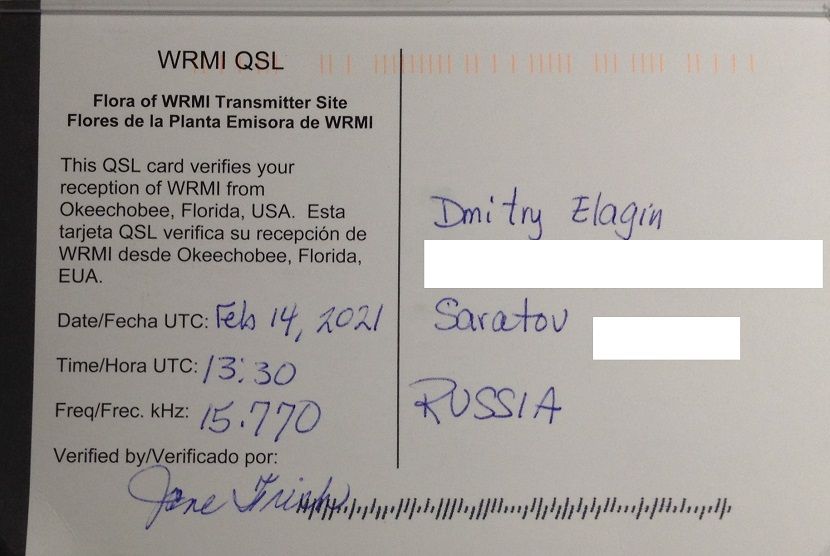 WRMI QSL
Flora of WRMI Transmitter Site
Flores de la Planta Emisora de WRMI
This QSL card verifies your
reception of WRMI from
Okeechobee, Florida, USA. Esta
tarjeta QSL verifica su recepción de
WRMI desde Okeechobee, Florida,
EUA.
Date/Fecha UTC: Feb 14, 2021
Time/Hora UTC: 13:30
Freq/Frec. kHz: 15.770
Verified by/Verificado por:
Jane
Dmitry Elagin
Saratov
RUSSIA